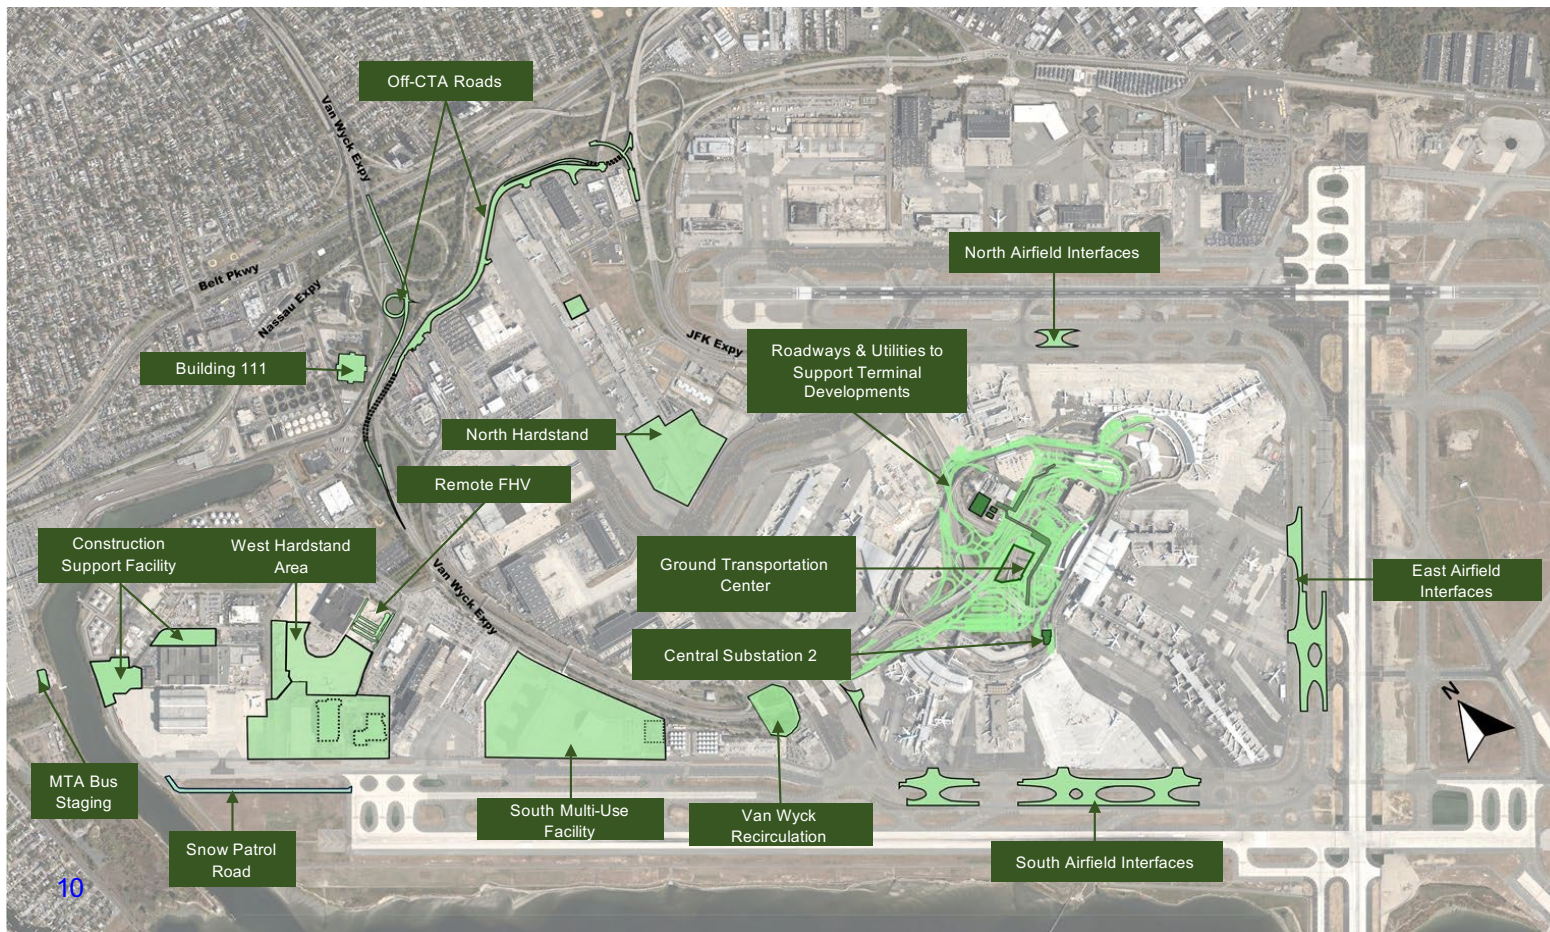 Off-CTA Roads
Van Wyck Expy
North Airfield Interfaces
Belt Pkwy
Nassau Expy
JFK Expy
Roadways & Utilities to
Support Terminal
Developments
Building 111
North Hardstand
Remote FHV
Construction
Support Facility
West Hardstand
Area
Van Wyck Expy
Ground Transportation
Center
East Airfield
Interfaces
Central Substation 2
N
MTA Bus
Staging
South Multi-Use
Facility
Van Wyck
Recirculation
Snow Patrol
Road
South Airfield Interfaces
10